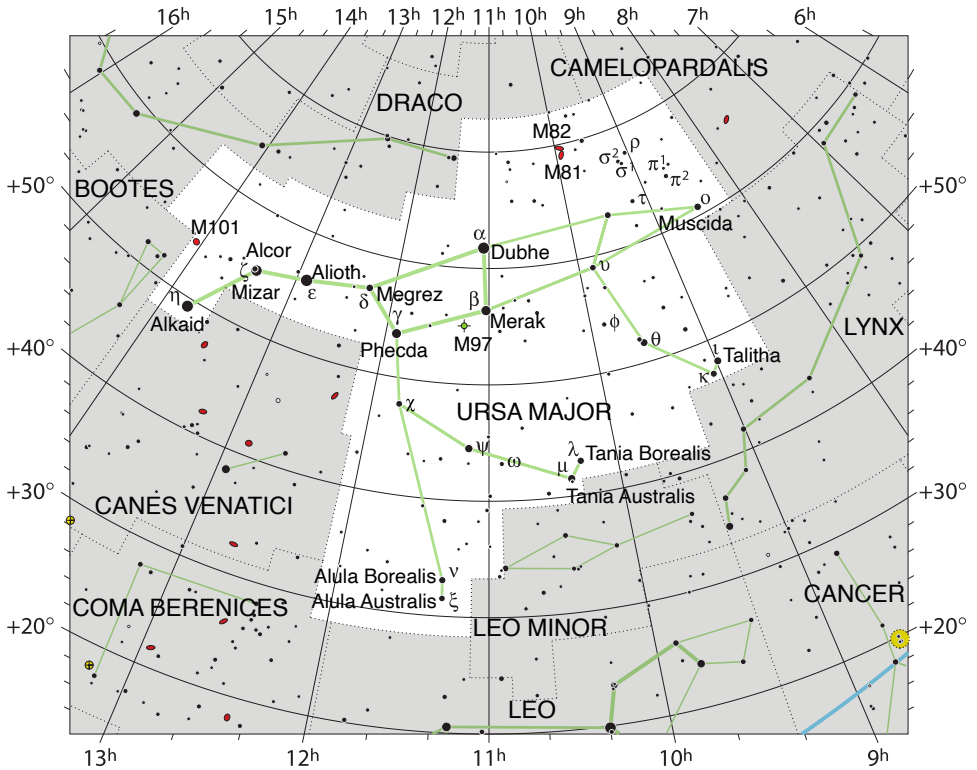 16h 15h 14h 13h 12h 11h 10h 9h 8h 7h 6h
CAMELOPARDALIS
DRACO
M82
ρ
σ2
σ1
π1
π2
M81
+50°
BOOTES
+50°
τ
ο
M101
Muscida
α
Alcor
Dubhe
ζ
Alioth
υ
Mizar
ε
δ
Megrez
β
η
γ
Merak
ϕ
Alkaid
LYNX
M97
θ
Phecda
ι
Talitha
+40°
+40°
κ
χ
URSA MAJOR
ψ
λ
Tania Borealis
ω
μ
Tania Australis
+30°
CANES VENATICI
+30°
Alula Borealis ν
CANCER
Alula Australis ξ
COMA BERENICES
+20°
LEO MINOR
+20°
LEO
13h 12h 11h 10h 9h